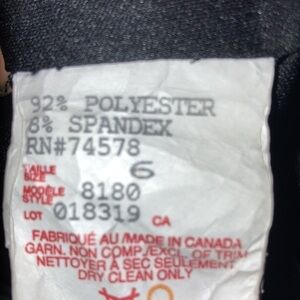 92% POLYESTER
8% SPANDEX
RN#74578
TAILLE
SIZE 6
MODÈLE
STYLE 8180
LOT 018319 CA
FABRIQUÉ AU/MADE IN CANADA
GARN. NON COMP./EXCL. OF TRIM
NETTOYER À SEC SEULEMENT
DRY CLEAN ONLY